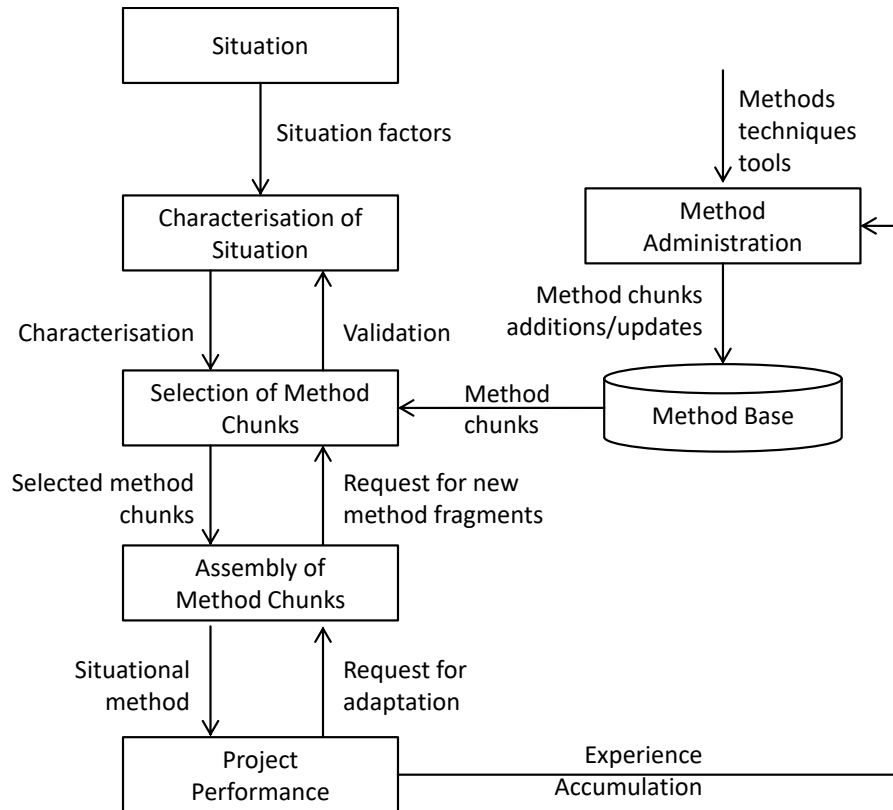 Situation
Situation factors
Methods
techniques
tools
Characterisation of
Situation
Method
Administration
Characterisation
Validation
Method chunks
additions/updates
Selection of Method
Chunks
Method
chunks
Method Base
Selected method
chunks
Request for new
method fragments
Assembly of
Method Chunks
Situational
method
Request for
adaptation
Project
Performance
Experience
Accumulation